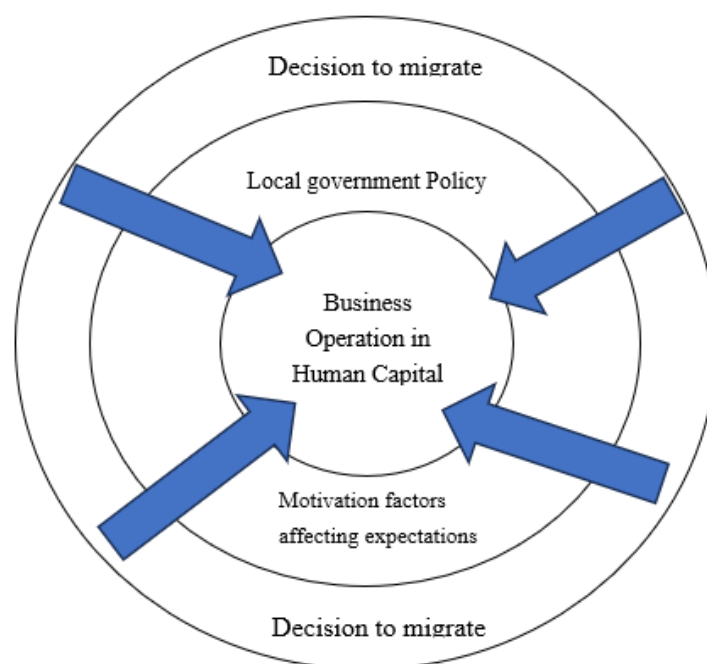 Decision to migrate
Local government Policy
Business
Operation in
Human Capital
Motivation factors
affecting expectations
Decision to migrate